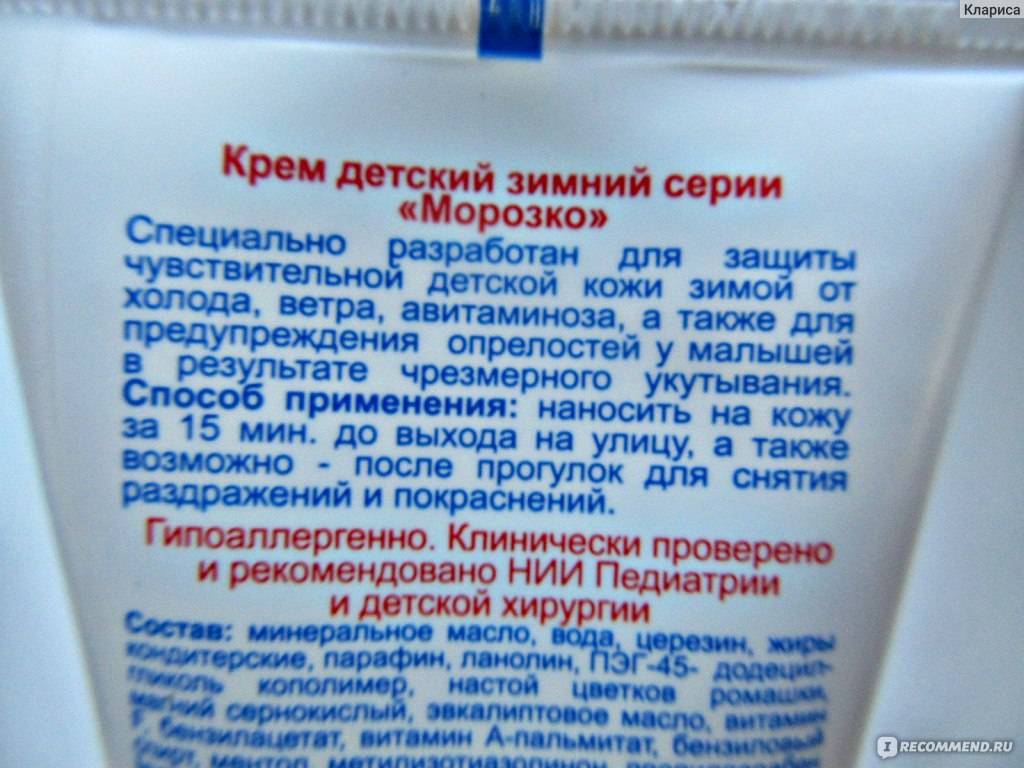 Клариса
Крем детский зимний серии
«Морозко»
Специально разработан для защиты
чувствительной детской кожи зимой от
холода, ветра, авитаминоза, а также для
предупреждения опрелостей у малышей
в результате чрезмерного укутывания.
Способ применения: наносить на кожу
за 15 мин. до выхода на улицу, а также
возможно - после прогулок для снятия
раздражений и покраснений.
Гипоаллергенно. Клинически проверено
и рекомендовано НИИ Педиатрии
и детской хирургии
Состав: минеральное масло, вода, церезин, жиры
кондитерские, парафин, ланолин, ПЭГ-45- додецил-
гликоль кополимер, настой цветков ромашки,
магний сернокислый, эвкалиптовое масло, витамин
F, бензилацетат, витамин А-пальмитат, бензиловый
спирт, ментол, метилизотиазолинон,
IRECOMMEND.RU